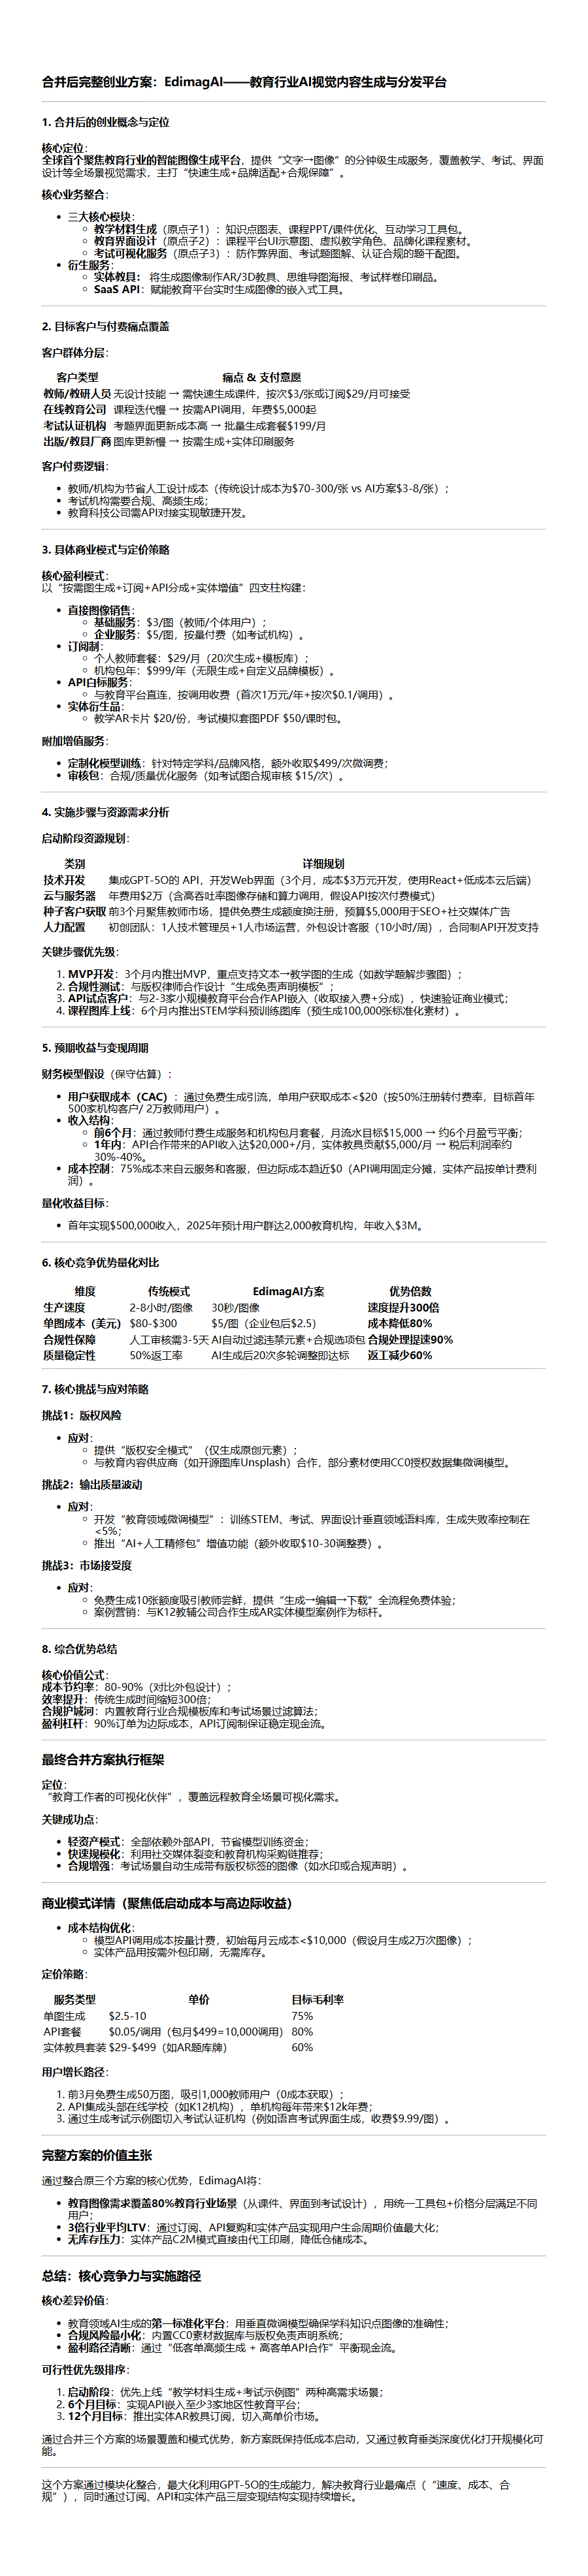 合并后完整创业方案：EdimagAI——教育行业AI视觉内容生成与分发平台
1. 合并后的创业概念与定位
核心定位：
全球首个聚焦教育行业的智能图像生成平台，提供“文字→图像”的分钟级生成服务，覆盖教学、考试、界面
设计等全场景视觉需求，主打“快速生成+品牌适配+合规保障”。
核心业务整合：
• 三大核心模块：
◦ 教学材料生成（原点子1）：知识点图表、课程PPT/课件优化、互动学习工具包。
◦ 教育界面设计（原点子2）：课程平台UI示意图、虚拟教学角色、品牌化课程素材。
◦ 考试可视化服务（原点子3）：防作弊界面、考试题图解、认证合规的题干配图。
• 衍生服务：
◦ 实体教具： 将生成图像制作AR/3D教具、思维导图海报、考试样卷印刷品。
◦ SaaS API：赋能教育平台实时生成图像的嵌入式工具。
2. 目标客户与付费痛点覆盖
客户群体分层：
客户类型 痛点 & 支付意愿
教师/教研人员 无设计技能 → 需快速生成课件，按次$3/张或订阅$29/月可接受
在线教育公司 课程迭代慢 → 按需API调用，年费$5,000起
考试认证机构 考题界面更新成本高 → 批量生成套餐$199/月
出版/教具厂商 图库更新慢 → 按需生成+实体印刷服务
客户付费逻辑：
• 教师/机构为节省人工设计成本（传统设计成本为$70-300/张 vs AI方案$3-8/张）；
• 考试机构需要合规、高频生成；
• 教育科技公司需API对接实现敏捷开发。
3. 具体商业模式与定价策略
核心盈利模式：
以“按需图生成+订阅+API分成+实体增值”四支柱构建：
• 直接图像销售：
◦ 基础服务：$3/图（教师/个体用户）；
◦ 企业服务：$5/图，按量付费（如考试机构）。
• 订阅制：
◦ 个人教师套餐：$29/月（20次生成+模板库）；
◦ 机构包年：$999/年（无限生成+自定义品牌模板）。
• API白标服务：
◦ 与教育平台直连，按调用收费（首次1万元/年+按次$0.1/调用）。
• 实体衍生品：
◦ 教学AR卡片 $20/份，考试模拟套图PDF $50/课时包。
附加增值服务：
• 定制化模型训练：针对特定学科/品牌风格，额外收取$499/次微调费；
• 审核包：合规/质量优化服务（如考试图合规审核 $15/次）。
4. 实施步骤与资源需求分析
启动阶段资源规划：
类别 详细规划
技术开发 集成GPT-5O的 API，开发Web界面（3个月，成本$3万元开发，使用React+低成本云后端）
云与服务器 年费用$2万（含高吞吐率图像存储和算力调用，假设API按次付费模式）
种子客户获取 前3个月聚焦教师市场，提供免费生成额度换注册，预算$5,000用于SEO+社交媒体广告
人力配置 初创团队：1人技术管理员+1人市场运营，外包设计客服（10小时/周），合同制API开发支持
关键步骤优先级：
1. MVP开发：3个月内推出MVP，重点支持文本→教学图的生成（如数学题解步骤图）；
2. 合规性测试：与版权律师合作设计“生成免责声明模板”；
3. API试点客户：与2-3家小规模教育平台合作API嵌入（收取接入费+分成），快速验证商业模式；
4. 课程图库上线：6个月内推出STEM学科预训练图库（预生成100,000张标准化素材）。
5. 预期收益与变现周期
财务模型假设（保守估算）：
• 用户获取成本（CAC）：通过免费生成引流，单用户获取成本<$20（按50%注册转付费率，目标首年
500家机构客户/ 2万教师用户）。
• 收入结构：
◦ 前6个月：通过教师付费生成服务和机构包月套餐，月流水目标$15,000 → 约6个月盈亏平衡；
◦ 1年内：API合作带来的API收入达$20,000+/月，实体教具贡献$5,000/月 → 税后利润率约
30%-40%。
• 成本控制：75%成本来自云服务和客服，但边际成本趋近$0（API调用固定分摊，实体产品按单计费利
润）。
量化收益目标：
• 首年实现$500,000收入，2025年预计用户群达2,000教育机构，年收入$3M。
6. 核心竞争优势量化对比
维度 传统模式 EdimagAI方案 优势倍数
生产速度 2-8小时/图像 30秒/图像 速度提升300倍
单图成本（美元） $80-$300 $5/图（企业包后$2.5） 成本降低80%
合规性保障 人工审核需3-5天 AI自动过滤违禁元素+合规选项包 合规处理提速90%
质量稳定性 50%返工率 AI生成后20次多轮调整即达标 返工减少60%
7. 核心挑战与应对策略
挑战1：版权风险
• 应对：
◦ 提供“版权安全模式”（仅生成原创元素）；
◦ 与教育内容供应商（如开源图库Unsplash）合作，部分素材使用CC0授权数据集微调模型。
挑战2：输出质量波动
• 应对：
◦ 开发“教育领域微调模型”：训练STEM、考试、界面设计垂直领域语料库，生成失败率控制在
<5%；
◦ 推出“AI+人工精修包”增值功能（额外收取$10-30调整费）。
挑战3：市场接受度
• 应对：
◦ 免费生成10张额度吸引教师尝鲜，提供“生成→编辑→下载”全流程免费体验；
◦ 案例营销：与K12教辅公司合作生成AR实体模型案例作为标杆。
8. 综合优势总结
核心价值公式：
成本节约率：80-90%（对比外包设计）；
效率提升：传统生成时间缩短300倍；
合规护城河：内置教育行业合规模板库和考试场景过滤算法；
盈利杠杆：90%订单为边际成本，API订阅制保证稳定现金流。
最终合并方案执行框架
定位：
“教育工作者的可视化伙伴”，覆盖远程教育全场景可视化需求。
关键成功点：
• 轻资产模式：全部依赖外部API，节省模型训练资金；
• 快速规模化：利用社交媒体裂变和教育机构采购链推荐；
• 合规增强：考试场景自动生成带有版权标签的图像（如水印或合规声明）。
商业模式详情（聚焦低启动成本与高边际收益）
• 成本结构优化：
◦ 模型API调用成本按量计费，初始每月云成本<$10,000（假设月生成2万次图像）；
◦ 实体产品用按需外包印刷，无需库存。
定价策略：
服务类型 单价 目标毛利率
单图生成 $2.5-10 75%
API套餐 $0.05/调用（包月$499=10,000调用） 80%
实体教具套装 $29-$499（如AR题库牌） 60%
用户增长路径：
1. 前3月免费生成50万图，吸引1,000教师用户（0成本获取）；
2. API集成头部在线学校（如K12机构），单机构每年带来$12k年费；
3. 通过生成考试示例图切入考试认证机构（例如语言考试界面生成，收费$9.99/图）。
完整方案的价值主张
通过整合原三个方案的核心优势，EdimagAI将：
• 教育图像需求覆盖80%教育行业场景（从课件、界面到考试设计），用统一工具包+价格分层满足不同
用户；
• 3倍行业平均LTV：通过订阅、API复购和实体产品实现用户生命周期价值最大化；
• 无库存压力：实体产品C2M模式直接由代工印刷，降低仓储成本。
总结：核心竞争力与实施路径
核心差异价值：
• 教育领域AI生成的第一标准化平台：用垂直微调模型确保学科知识点图像的准确性；
• 合规风险最小化：内置CC0素材数据库与版权免责声明系统；
• 盈利路径清晰：通过“低客单高频生成 + 高客单API合作”平衡现金流。
可行性优先级排序：
1. 启动阶段：优先上线“教学材料生成+考试示例图”两种高需求场景；
2. 6个月目标：实现API嵌入至少3家地区性教育平台；
3. 12个月目标：推出实体AR教具订阅，切入高单价市场。
通过合并三个方案的场景覆盖和模式优势，新方案既保持低成本启动，又通过教育垂类深度优化打开规模化可
能。
这个方案通过模块化整合，最大化利用GPT-5O的生成能力，解决教育行业最痛点（“速度、成本、合
规”），同时通过订阅、API和实体产品三层变现结构实现持续增长。